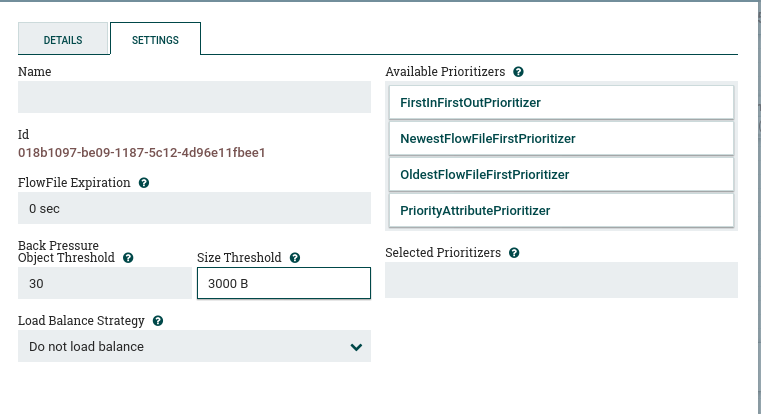 DETAILS
SETTINGS
Name
Id
018b1097-be09-1187-5c12-4d96e11fbee1
FlowFile Expiration ?
0 sec
Back Pressure
Object Threshold ? Size Threshold ?
30 3000 B
Load Balance Strategy ?
Do not load balance
Available Prioritizers ?
FirstInFirstOutPrioritizer
NewestFlowFileFirstPrioritizer
OldestFlowFileFirstPrioritizer
PriorityAttributePrioritizer
Selected Prioritizers ?